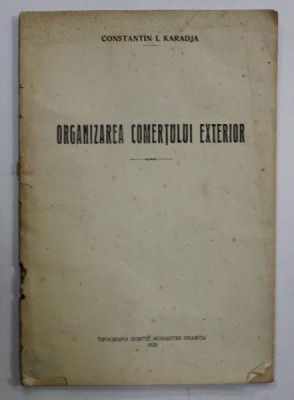 CONSTANTIN I. KARADJA
ORGANIZAREA COMERȚULUI EXTERIOR
TIPOGRAFIA SFINTEI MONASTIRI NEAMȚU